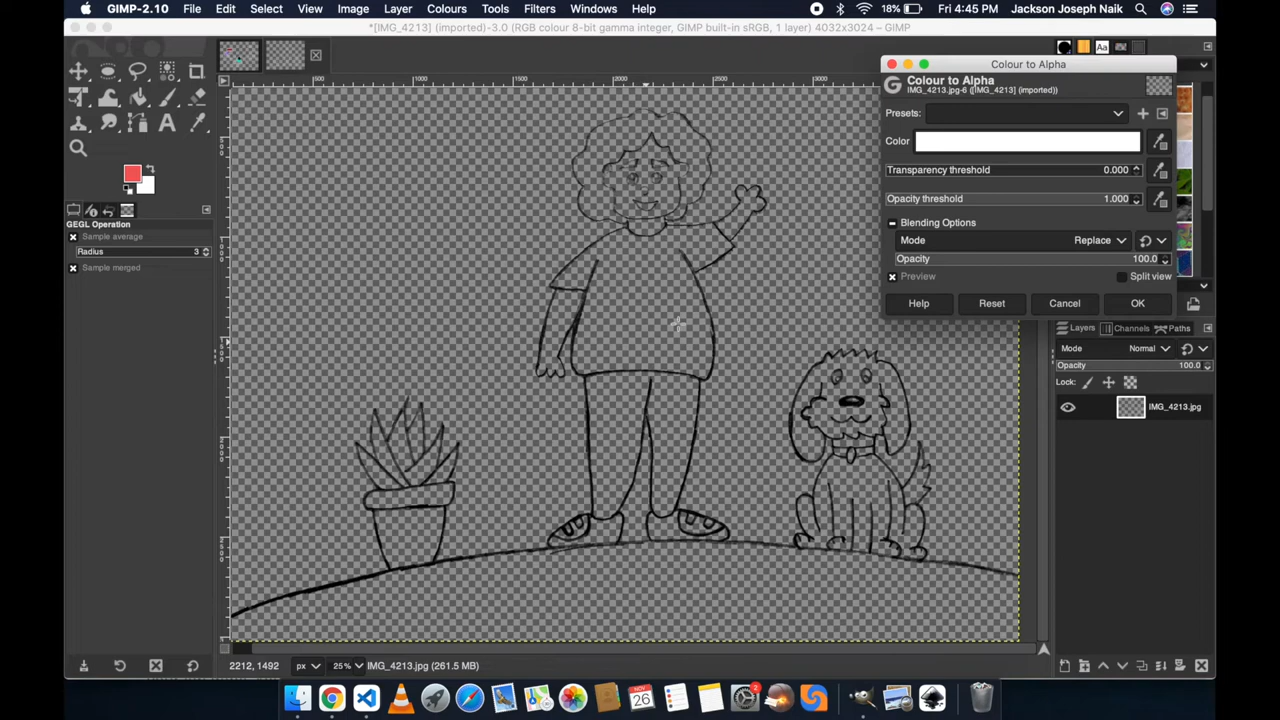 GIMP-2.10 File Edit Select View Image Layer Colours Tools Filters Windows Help 18% Fri 4:45 PM Jackson Joseph Naik
*[IMG_4213] (imported)-3.0 (RGB colour 8-bit gamma integer, GIMP built-in sRGB, 1 layer) 4032x3024 – GIMP
Colour to Alpha
Colour to Alpha
IMG_4213.jpg-6 ([IMG_4213] (imported))
Presets:
Color
Transparency threshold 0.000
Opacity threshold 1.000
Blending Options
Mode Replace
Opacity 100.0
Preview Split view
Help Reset Cancel OK
500 1000 1500 2000 2500 3000
Aa
GEGL Operation
Sample average
Radius 3
Sample merged
Layers Channels Paths
Mode Normal
Opacity 100.0
Lock:
IMG_4213.jpg
2212, 1492 px 25% IMG_4213.jpg (261.5 MB)
NOV
26
2